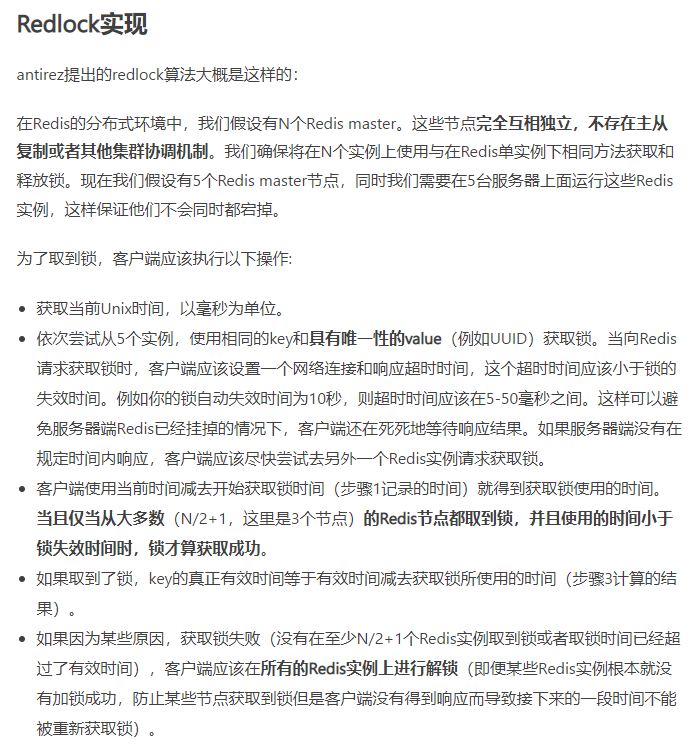 Redlock实现
antirez提出的redlock算法大概是这样的：
在Redis的分布式环境中，我们假设有N个Redis master。这些节点完全互相独立，不存在主从
复制或者其他集群协调机制。我们确保将在N个实例上使用与在Redis单实例下相同方法获取和
释放锁。现在我们假设有5个Redis master节点，同时我们需要在5台服务器上面运行这些Redis
实例，这样保证他们不会同时都宕掉。
为了取到锁，客户端应该执行以下操作:
获取当前Unix时间，以毫秒为单位。
依次尝试从5个实例，使用相同的key和具有唯一性的value（例如UUID）获取锁。当向Redis
请求获取锁时，客户端应该设置一个网络连接和响应超时时间，这个超时时间应该小于锁的
失效时间。例如你的锁自动失效时间为10秒，则超时时间应该在5-50毫秒之间。这样可以避
免服务器端Redis已经挂掉的情况下，客户端还在死死地等待响应结果。如果服务器端没有在
规定时间内响应，客户端应该尽快尝试去另外一个Redis实例请求获取锁。
客户端使用当前时间减去开始获取锁时间（步骤1记录的时间）就得到获取锁使用的时间。
当且仅当从大多数（N/2+1，这里是3个节点）的Redis节点都取到锁，并且使用的时间小于
锁失效时间时，锁才算获取成功。
如果取到了锁，key的真正有效时间等于有效时间减去获取锁所使用的时间（步骤3计算的结
果）。
如果因为某些原因，获取锁失败（没有在至少N/2+1个Redis实例取到锁或者取锁时间已经超
过了有效时间），客户端应该在所有的Redis实例上进行解锁（即便某些Redis实例根本就没
有加锁成功，防止某些节点获取到锁但是客户端没有得到响应而导致接下来的一段时间不能
被重新获取锁）。